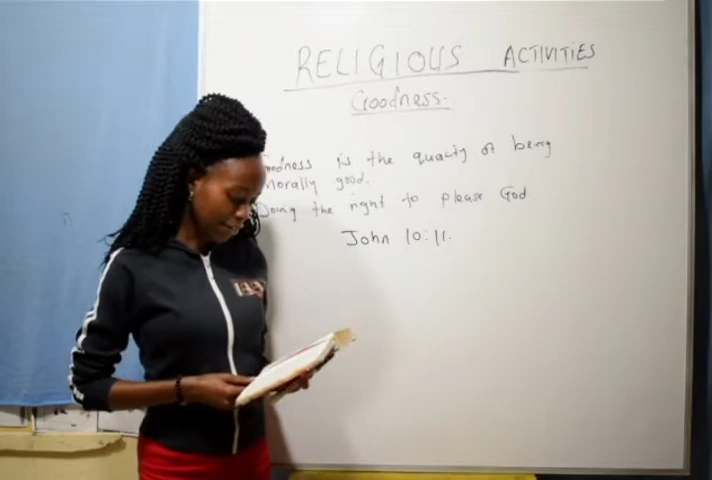 RELIGIOUS ACTIVITIES
Goodness.
oodness is the quality of being
morally good.
Doing the right to please God
John 10:11.